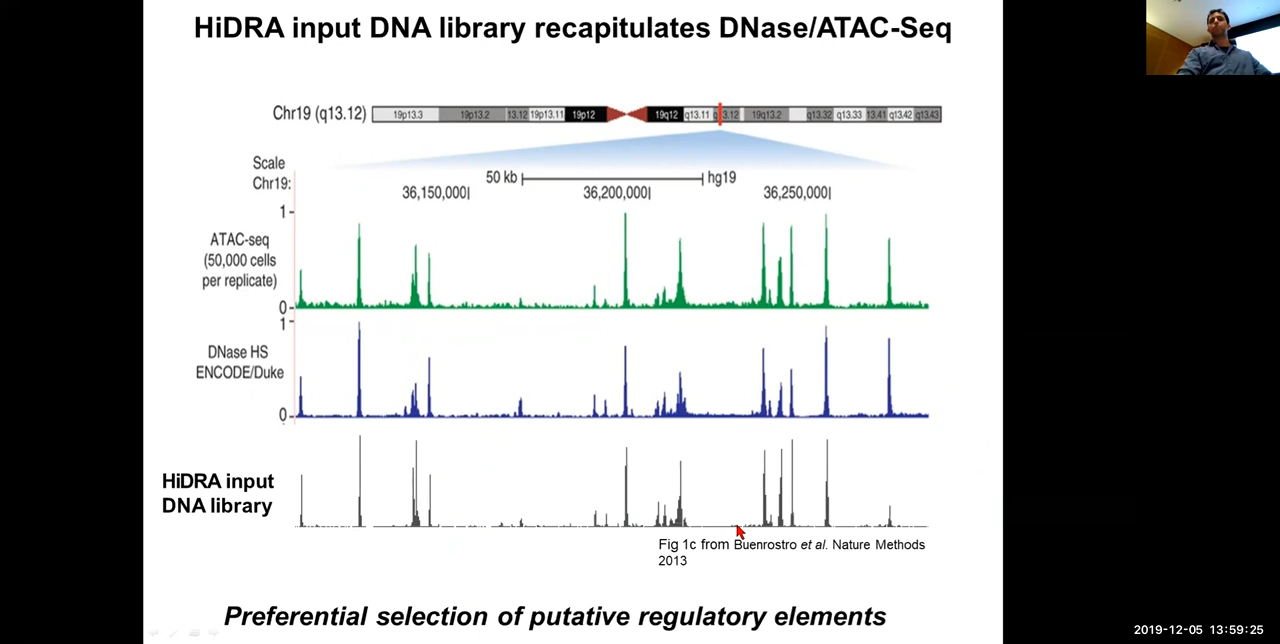 HiDRA input DNA library recapitulates DNase/ATAC-Seq
Chr19 (q13.12)
19p13.3 19p13.2 13.12 19p13.11 19p12 19q12 q13.11 19q13.2 q13.32 q13.33 13.41 q13.42 q13.43
Scale
Chr19:
50 kb hg19
36,150,000 36,200,000 36,250,000
1
ATAC-seq
(50,000 cells
per replicate)
0
1
DNase HS
ENCODE/Duke
0
HiDRA input
DNA library
Fig 1c from Buenrostro et al. Nature Methods
2013
Preferential selection of putative regulatory elements
2019-12-05 13:59:25